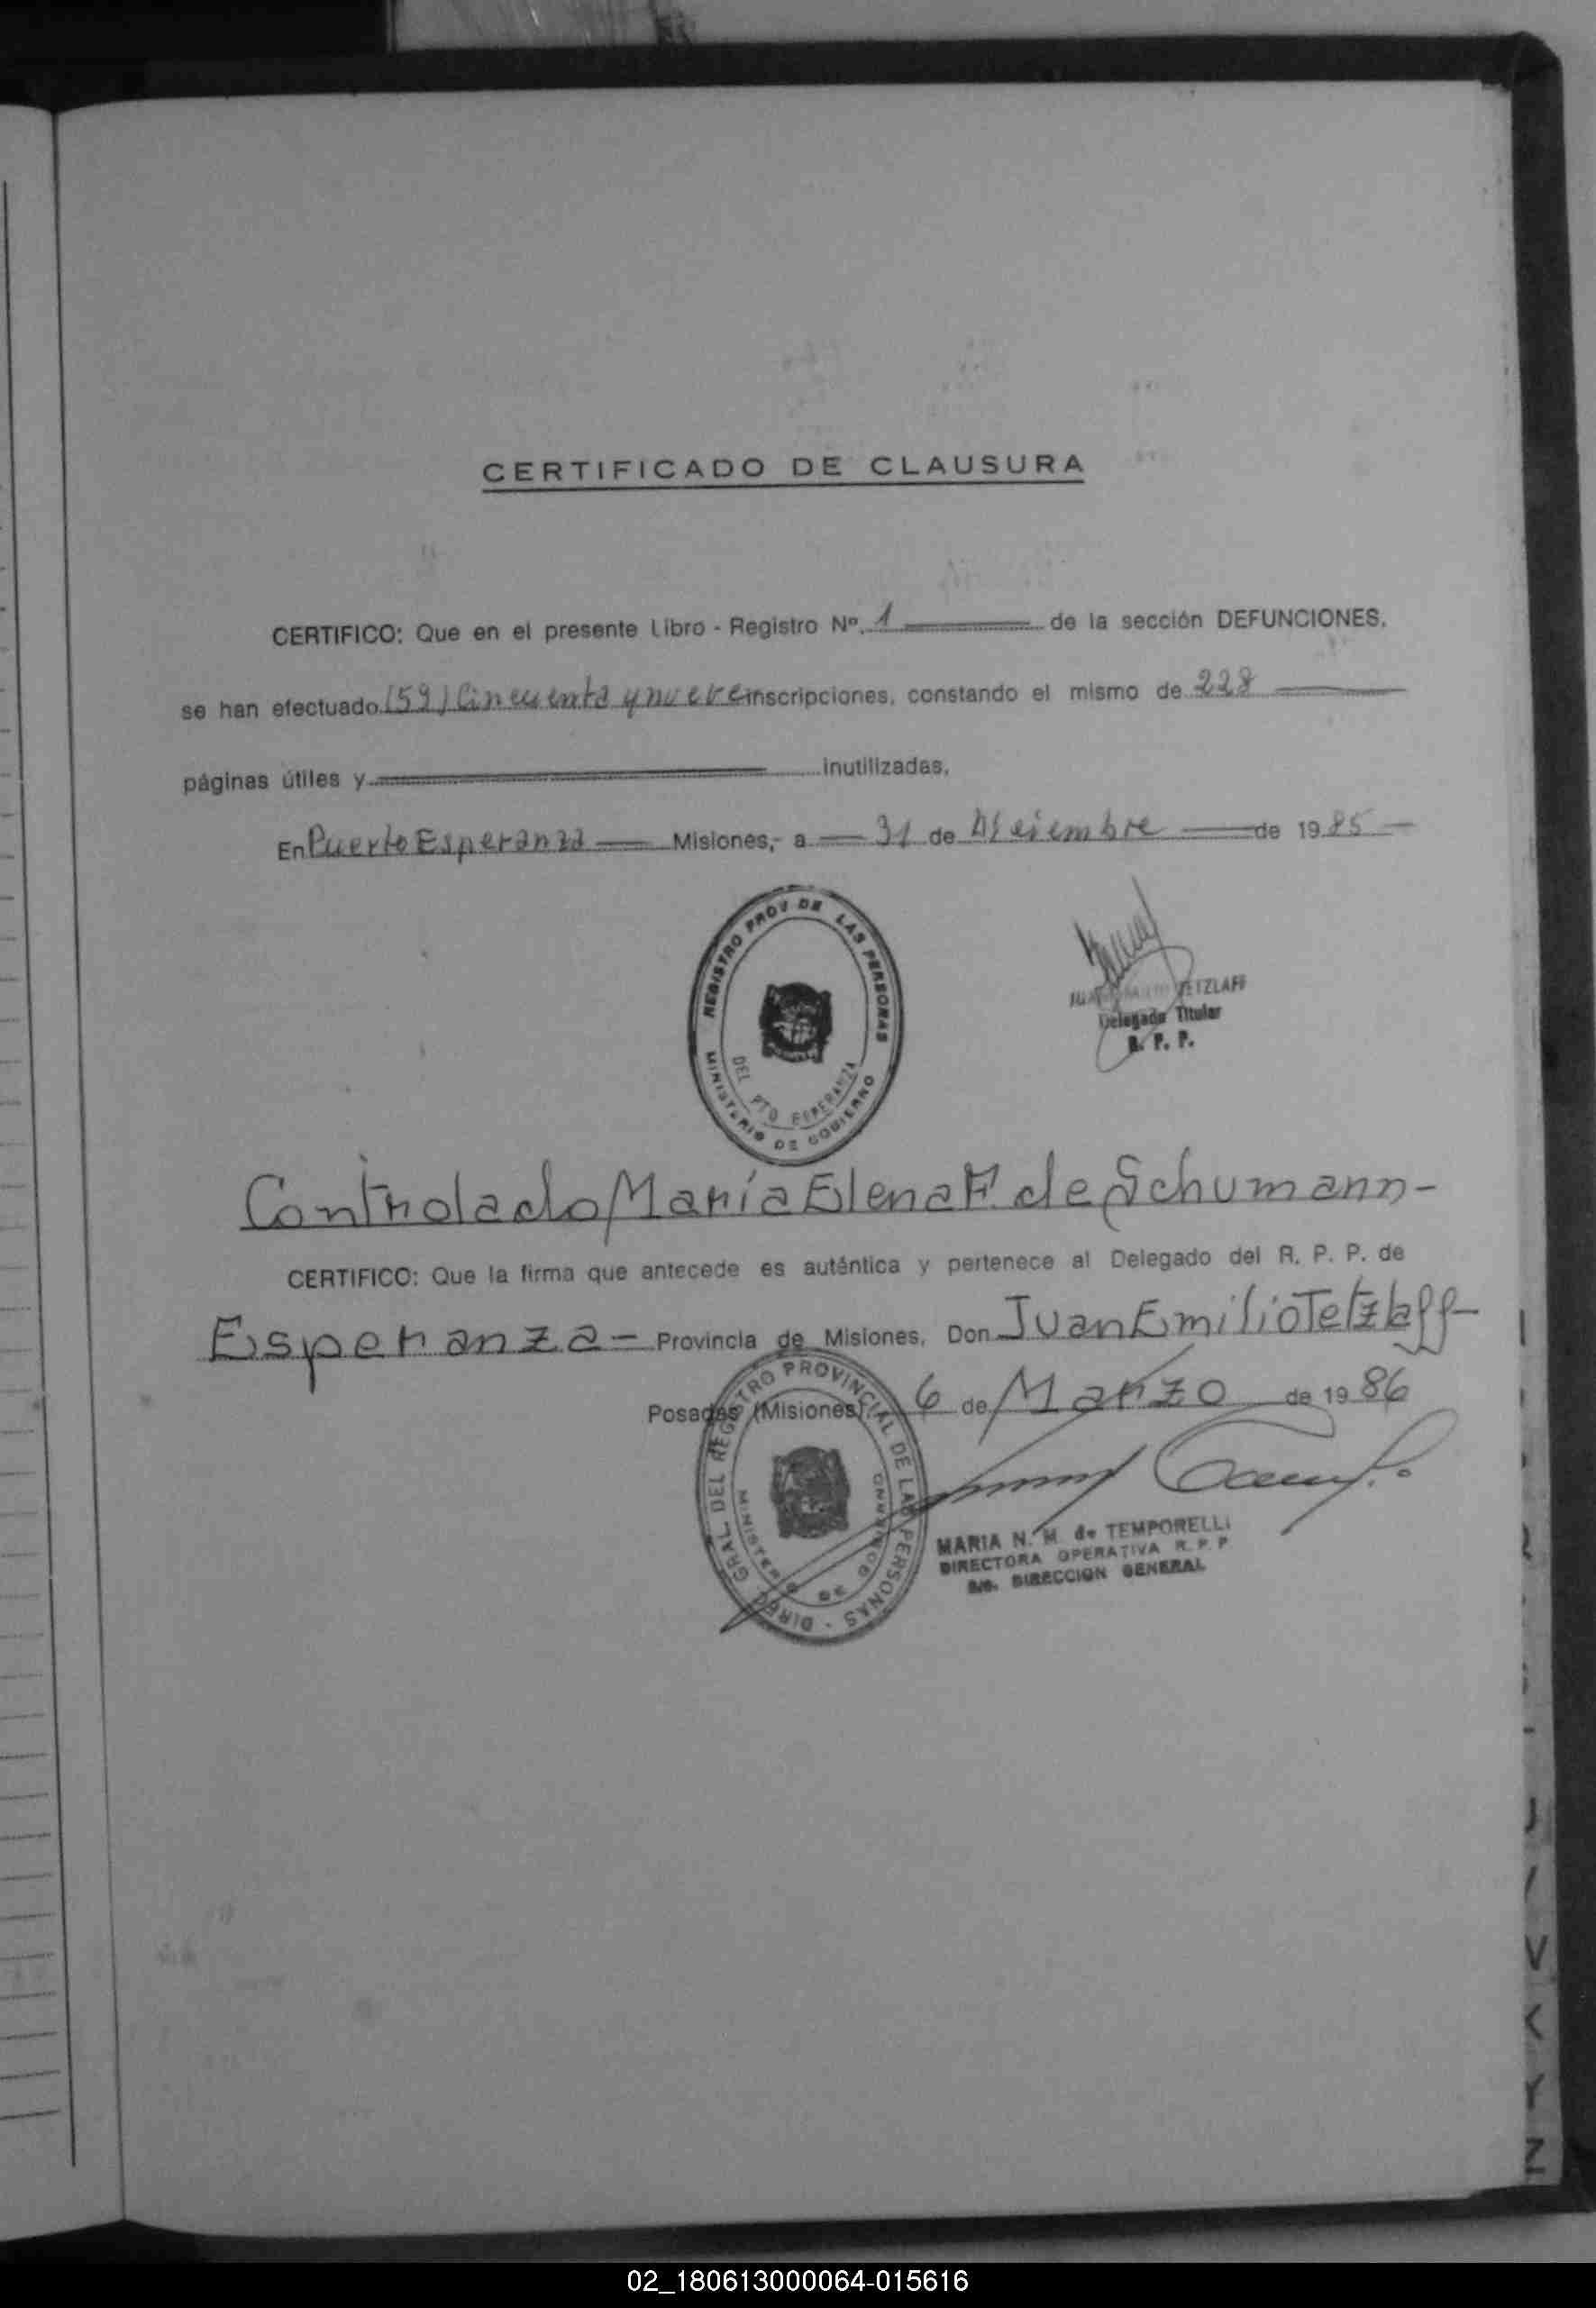 CERTIFICADO DE CLAUSURA
CERTIFICO: Que en el presente Libro - Registro Nº. 1 de la sección DEFUNCIONES,
se han efectuado (59) Cincuenta y nueve inscripciones, constando el mismo de 228
páginas útiles y inutilizadas.
En Puerto Esperanza Misiones,- a 31 de Diciembre de 1985
REGISTRO PROV DE LAS PERSONAS
MINISTERIO DE GOBIERNO
DEL PTO ESPERANZA
TETZLAFF
Delegado Titular
R. P. P.
Controlado María Elena F. de Schumann-
CERTIFICO: Que la firma que antecede es auténtica y pertenece al Delegado del R. P. P. de
Esperanza - Provincia de Misiones, Don Juan Emilio Tetzlaff-
Posadas (Misiones), 6 de Marzo de 1986
DIREC. GRAL. DEL REGISTRO PROVINCIAL DE LAS PERSONAS -
MINISTERIO DE GOBIERNO
MARIA N. M. de TEMPORELLI
DIRECTORA OPERATIVA R. P. P
DIRECCION GENERAL
V
Y
Z
02_180613000064-015616